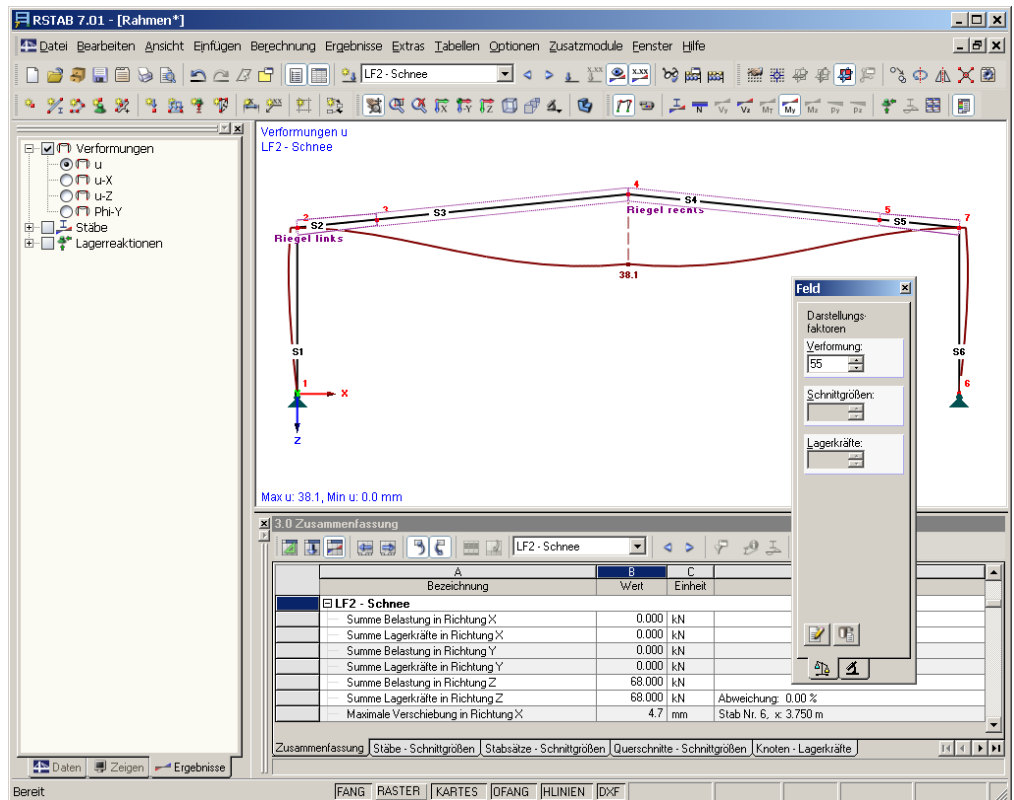 RSTAB 7.01 - [Rahmen*]
Datei Bearbeiten Ansicht Einfügen Berechnung Ergebnisse Extras Tabellen Optionen Zusatzmodule Fenster Hilfe
LF2 - Schnee
Verformungen
u
u-X
u-Z
Phi-Y
Stäbe
Lagerreaktionen
Verformungen u
LF2 - Schnee
4
S4
Riegel rechts
2
3
S3
S2
Riegel links
5
S5
7
38.1
S1
S6
1
X
Z
6
Max u: 38.1, Min u: 0.0 mm
Feld
Darstellungs-
faktoren
Verformung:
55
Schnittgrößen:
Lagerkräfte:
3.0 Zusammenfassung
LF2 - Schnee
A B C
Bezeichnung Wert Einheit
LF2 - Schnee
Summe Belastung in Richtung X 0.000 kN
Summe Lagerkräfte in Richtung X 0.000 kN
Summe Belastung in Richtung Y 0.000 kN
Summe Lagerkräfte in Richtung Y 0.000 kN
Summe Belastung in Richtung Z 68.000 kN
Summe Lagerkräfte in Richtung Z 68.000 kN Abweichung: 0.00 %
Maximale Verschiebung in Richtung X 4.7 mm Stab Nr. 6, x: 3.750 m
Zusammenfassung Stäbe - Schnittgrößen Stabsätze - Schnittgrößen Querschnitte - Schnittgrößen Knoten - Lagerkräfte
Daten Zeigen Ergebnisse
Bereit FANG RASTER KARTES OFANG HLINIEN DXF